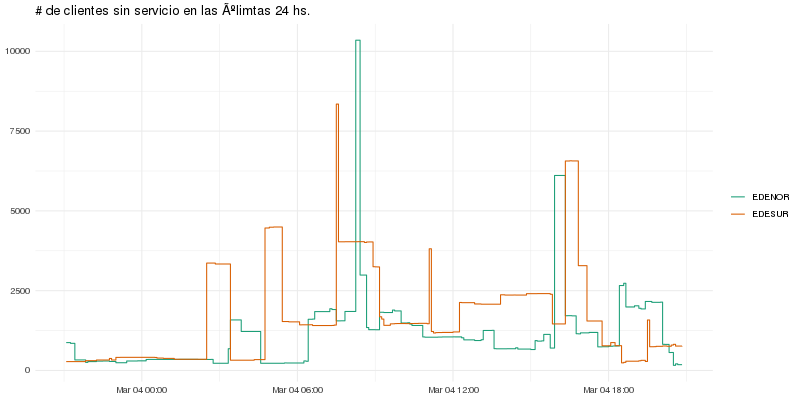 # de clientes sin servicio en las Ãºlimtas 24 hs.
10000
7500
5000
2500
0
Mar 04 00:00
Mar 04 06:00
Mar 04 12:00
Mar 04 18:00
EDENOR
EDESUR